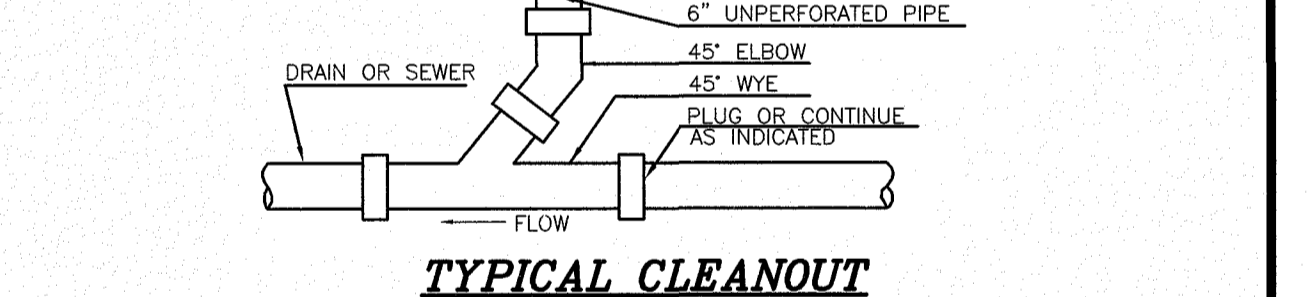 6" UNPERFORATED PIPE
45° ELBOW
DRAIN OR SEWER
45° WYE
PLUG OR CONTINUE
AS INDICATED
FLOW
TYPICAL CLEANOUT